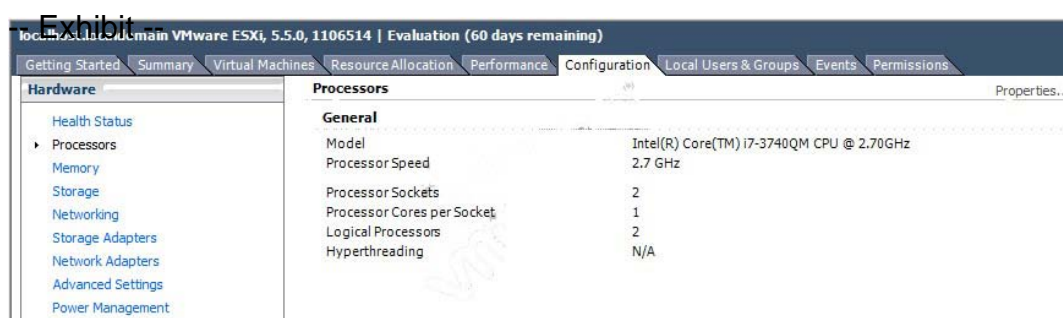 -- Exhibit --
localhost.localdomain VMware ESXi, 5.5.0, 1106514 | Evaluation (60 days remaining)
Getting Started Summary Virtual Machines Resource Allocation Performance Configuration Local Users & Groups Events Permissions
Hardware
Health Status
Processors
Memory
Storage
Networking
Storage Adapters
Network Adapters
Advanced Settings
Power Management
Processors
Properties..
General
Model Intel(R) Core(TM) i7-3740QM CPU @ 2.70GHz
Processor Speed 2.7 GHz
Processor Sockets 2
Processor Cores per Socket 1
Logical Processors 2
Hyperthreading N/A